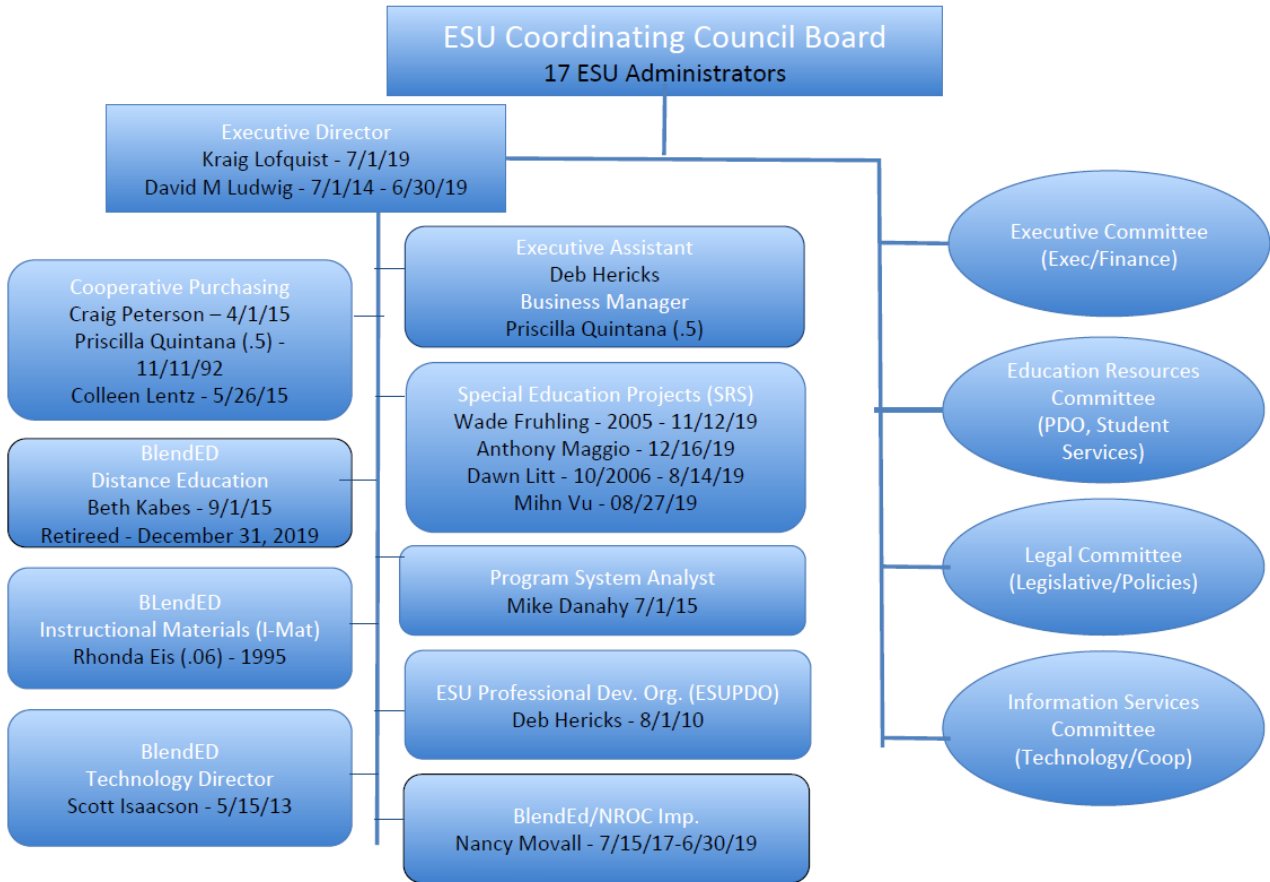 ESU Coordinating Council Board
17 ESU Administrators
Executive Director
Kraig Lofquist - 7/1/19
David M Ludwig - 7/1/14 - 6/30/19
Executive Assistant
Deb Hericks
Business Manager
Priscilla Quintana (.5)
Cooperative Purchasing
Craig Peterson – 4/1/15
Priscilla Quintana (.5) -
11/11/92
Colleen Lentz - 5/26/15
Special Education Projects (SRS)
Wade Fruhling - 2005 - 11/12/19
Anthony Maggio - 12/16/19
Dawn Litt - 10/2006 - 8/14/19
Mihn Vu - 08/27/19
BlendED
Distance Education
Beth Kabes - 9/1/15
Retireed - December 31, 2019
Program System Analyst
Mike Danahy 7/1/15
BLendED
Instructional Materials (I-Mat)
Rhonda Eis (.06) - 1995
ESU Professional Dev. Org. (ESUPDO)
Deb Hericks - 8/1/10
BlendED
Technology Director
Scott Isaacson - 5/15/13
BlendEd/NROC Imp.
Nancy Movall - 7/15/17-6/30/19
Executive Committee
(Exec/Finance)
Education Resources
Committee
(PDO, Student
Services)
Legal Committee
(Legislative/Policies)
Information Services
Committee
(Technology/Coop)